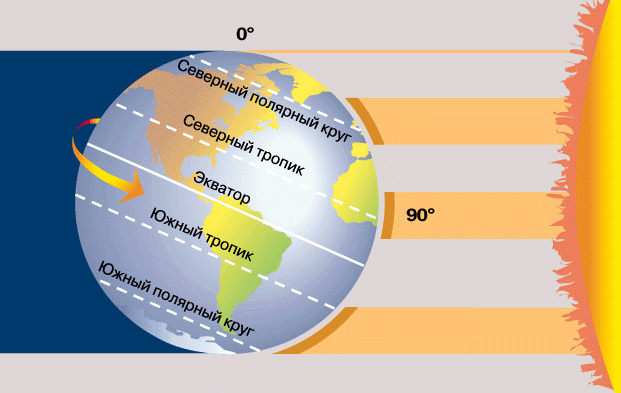 0°
Северный полярный круг
Северный тропик
Экватор
90°
Южный тропик
Южный полярный круг